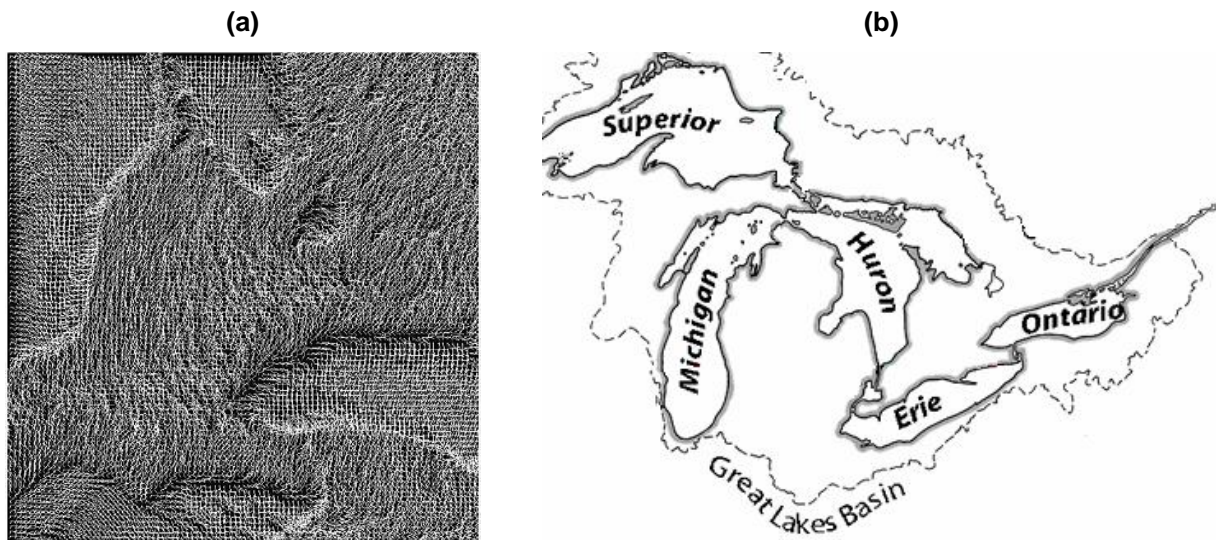 (a)
(b)
Superior
Michigan
Huron
Ontario
Erie
Great Lakes Basin